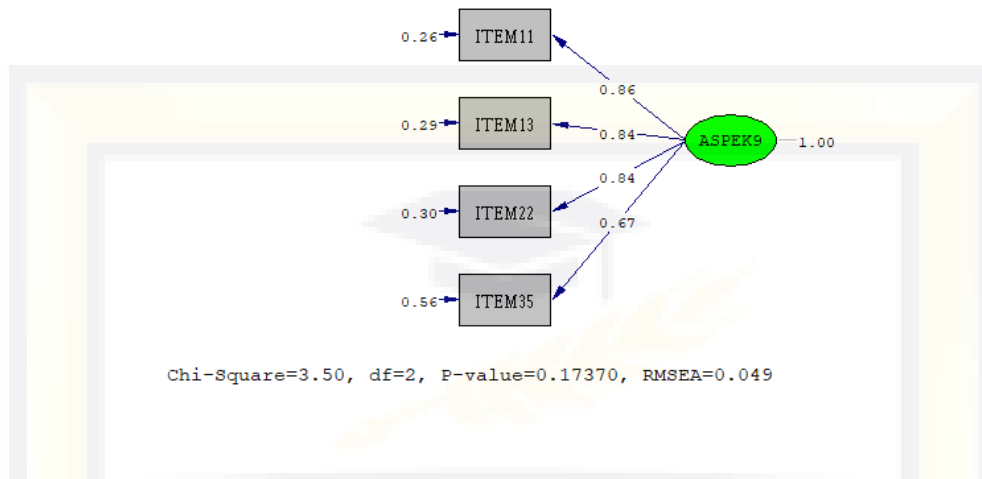 0.26 ITEM11
0.86
0.29 ITEM13
0.84 ASPEK9 1.00
0.84
0.30 ITEM22
0.67
0.56 ITEM35
Chi-Square=3.50, df=2, P-value=0.17370, RMSEA=0.049